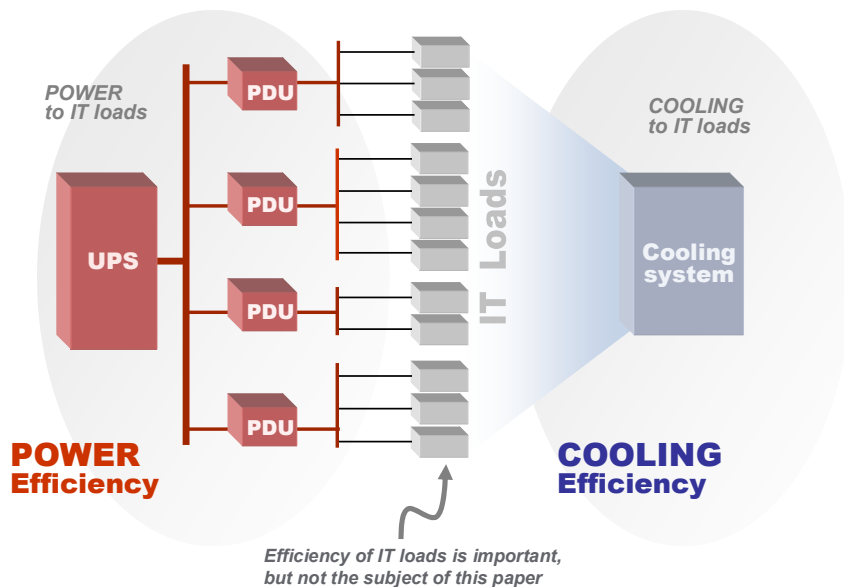 POWER
to IT loads
COOLING
to IT loads
PDU
PDU
PDU
PDU
UPS
IT Loads
Cooling
system
POWER
Efficiency
COOLING
Efficiency
Efficiency of IT loads is important,
but not the subject of this paper